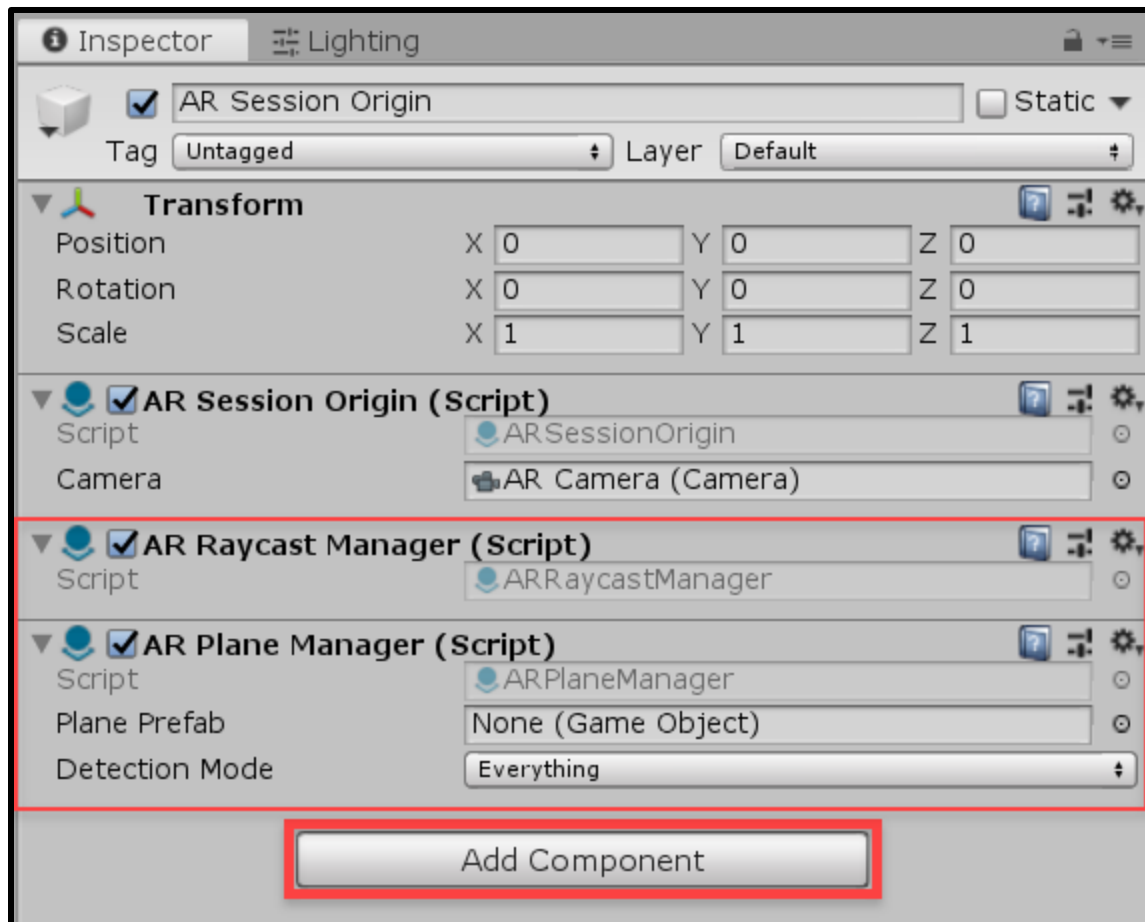 Inspector Lighting
AR Session Origin Static
Tag Untagged Layer Default
Transform
Position X 0 Y 0 Z 0
Rotation X 0 Y 0 Z 0
Scale X 1 Y 1 Z 1
AR Session Origin (Script)
Script ARSessionOrigin
Camera AR Camera (Camera)
AR Raycast Manager (Script)
Script ARRaycastManager
AR Plane Manager (Script)
Script ARPlaneManager
Plane Prefab None (Game Object)
Detection Mode Everything
Add Component